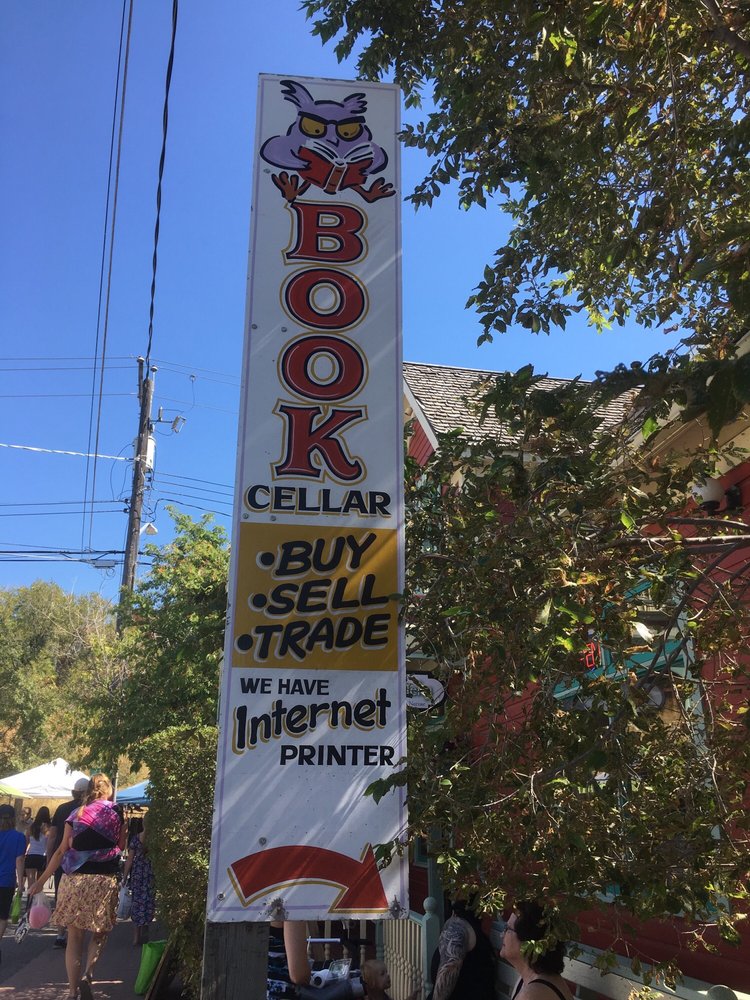 BOOK
CELLAR
• BUY
• SELL
• TRADE
WE HAVE
Internet
PRINTER